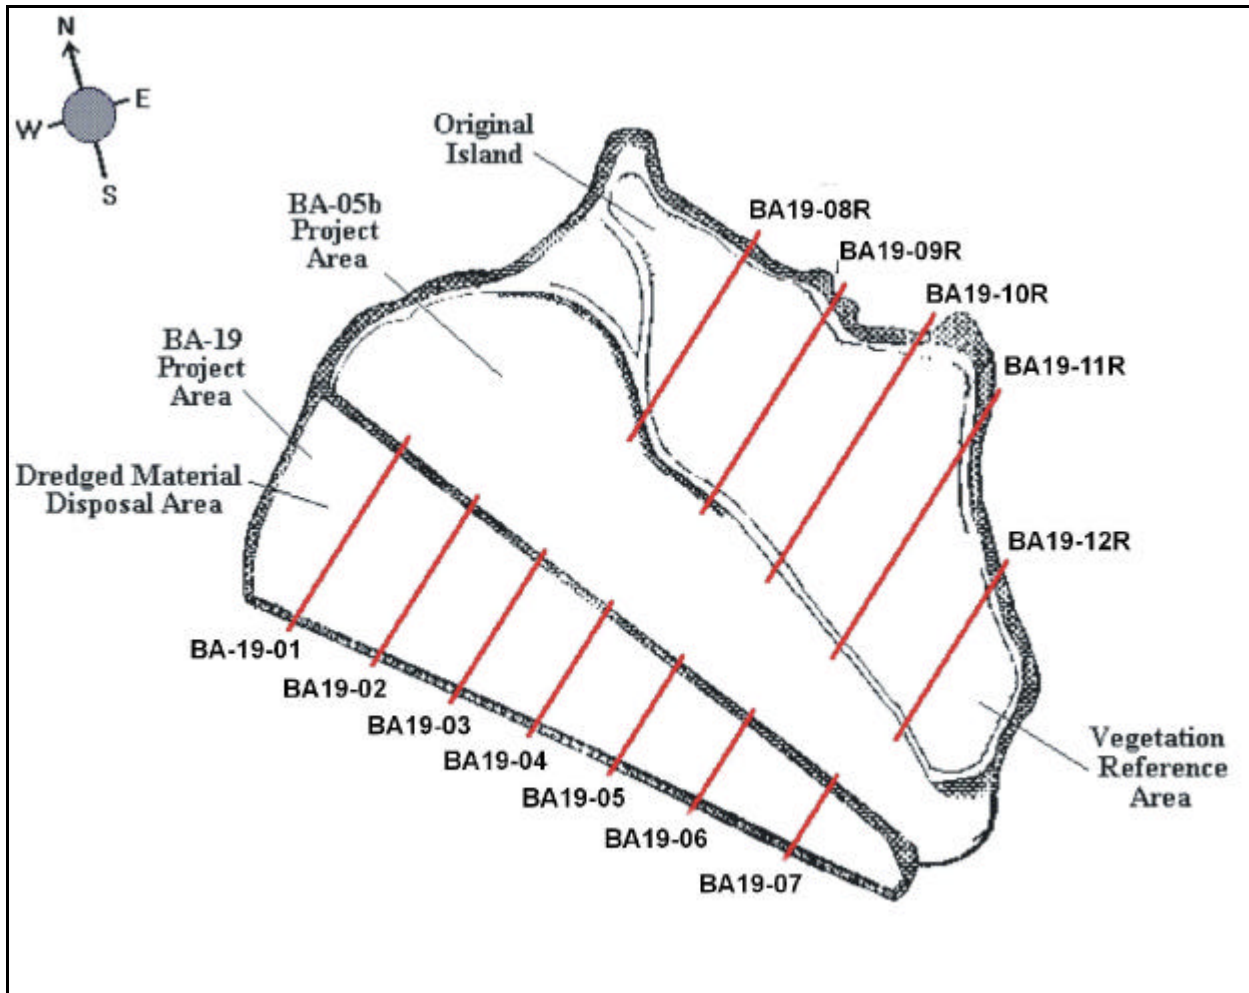 N
E
W
S
Original
Island
BA-05b
Project
Area
BA-19
Project
Area
Dredged Material
Disposal Area
BA19-08R
BA19-09R
BA19-10R
BA19-11R
BA19-12R
BA-19-01
BA19-02
BA19-03
BA19-04
BA19-05
BA19-06
BA19-07
Vegetation
Reference
Area